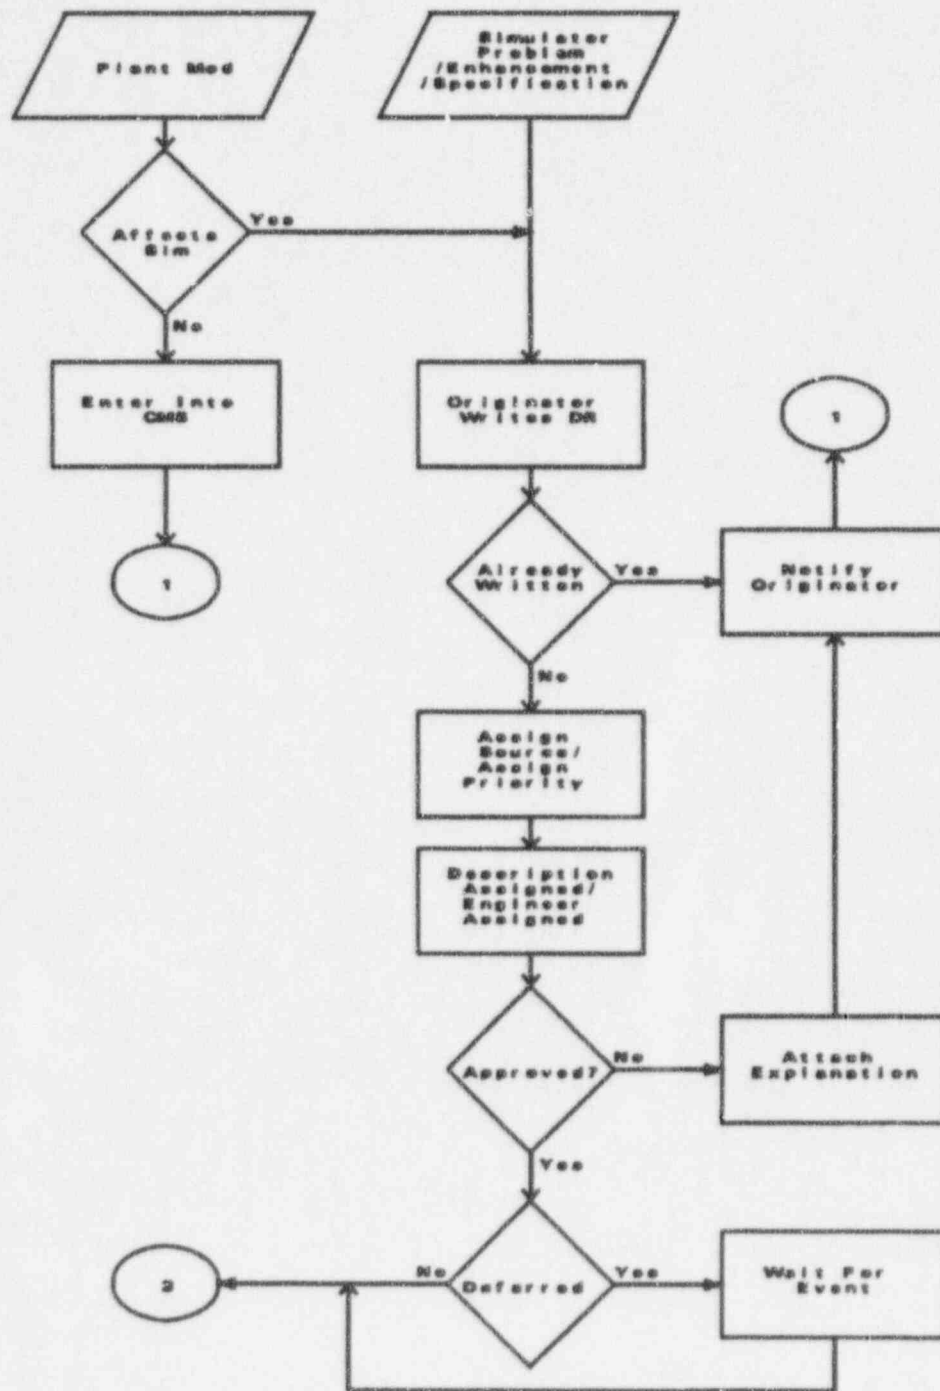 Plant Mod
Simulator
Problem
/Enhancement
/Specification
Affects
Sim
Yes
No
Enter Into
CMS
Originator
Writes DR
1
1
Already
Written
Yes
Notify
Originator
No
Assign
Source/
Assign
Priority
Description
Assigned/
Engineer
Assigned
Approved?
No
Attach
Explanation
Yes
2
No
Deferred
Yes
Wait For
Event